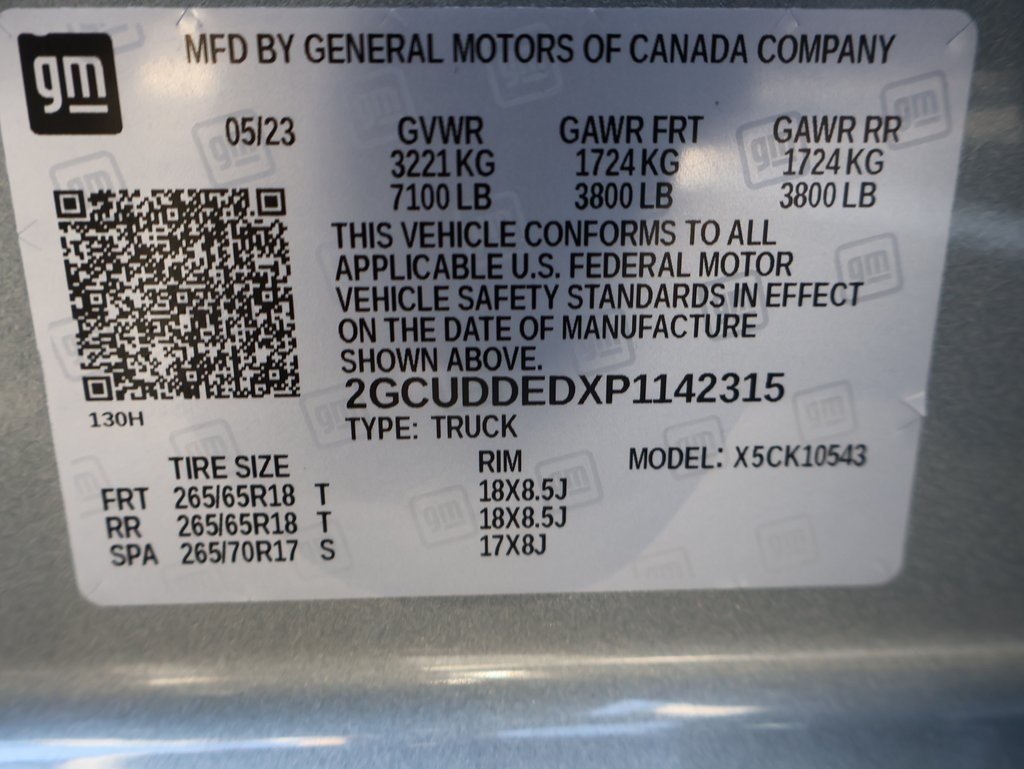 gm
MFD BY GENERAL MOTORS OF CANADA COMPANY
05/23 GVWR GAWR FRT GAWR RR
3221 KG 1724 KG 1724 KG
7100 LB 3800 LB 3800 LB
THIS VEHICLE CONFORMS TO ALL
APPLICABLE U.S. FEDERAL MOTOR
VEHICLE SAFETY STANDARDS IN EFFECT
ON THE DATE OF MANUFACTURE
SHOWN ABOVE.
2GCUDDEDXP1142315
130H
TYPE: TRUCK
TIRE SIZE RIM MODEL: X5CK10543
FRT 265/65R18 T 18X8.5J
RR 265/65R18 T 18X8.5J
SPA 265/70R17 S 17X8J